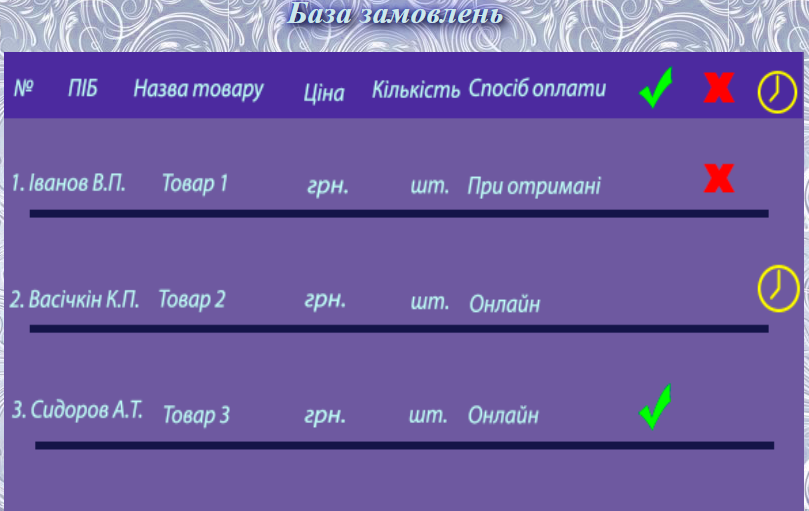 База замовлень
№ ПІБ Назва товару Ціна Кількість Спосіб оплати
1. Іванов В.П. Товар 1 грн. шт. При отримані
2. Васічкін К.П. Товар 2 грн. шт. Онлайн
3. Сидоров А.Т. Товар 3 грн. шт. Онлайн